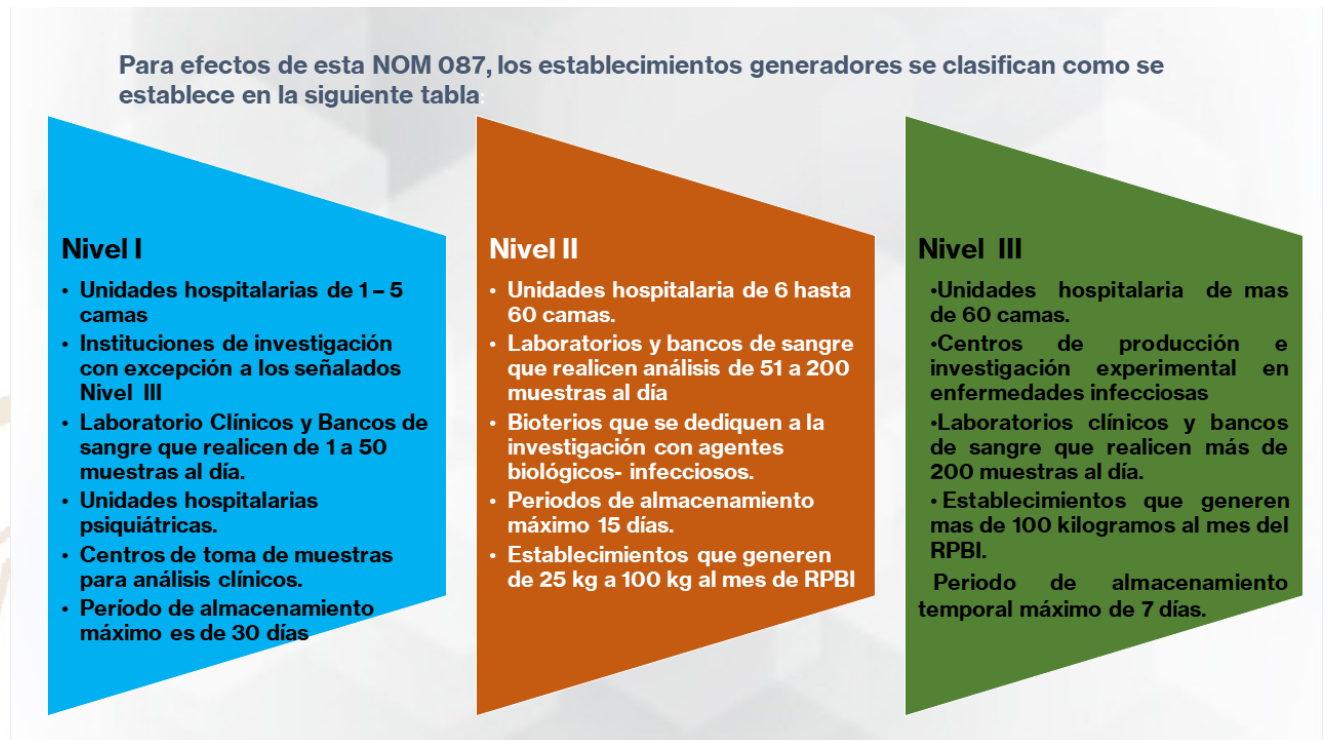 Para efectos de esta NOM 087, los establecimientos generadores se clasifican como se
establece en la siguiente tabla:
Nivel I
• Unidades hospitalarias de 1 – 5
camas
• Instituciones de investigación
con excepción a los señalados
Nivel III
• Laboratorio Clínicos y Bancos de
sangre que realicen de 1 a 50
muestras al día.
• Unidades hospitalarias
psiquiátricas.
• Centros de toma de muestras
para análisis clínicos.
• Período de almacenamiento
máximo es de 30 días
Nivel II
• Unidades hospitalaria de 6 hasta
60 camas.
• Laboratorios y bancos de sangre
que realicen análisis de 51 a 200
muestras al día
• Bioterios que se dediquen a la
investigación con agentes
biológicos- infecciosos.
• Periodos de almacenamiento
máximo 15 días.
• Establecimientos que generen
de 25 kg a 100 kg al mes de RPBI
Nivel III
•Unidades hospitalaria de mas
de 60 camas.
•Centros de producción e
investigación experimental en
enfermedades infecciosas
•Laboratorios clínicos y bancos
de sangre que realicen más de
200 muestras al día.
• Establecimientos que generen
mas de 100 kilogramos al mes del
RPBI.
Periodo de almacenamiento
temporal máximo de 7 días.